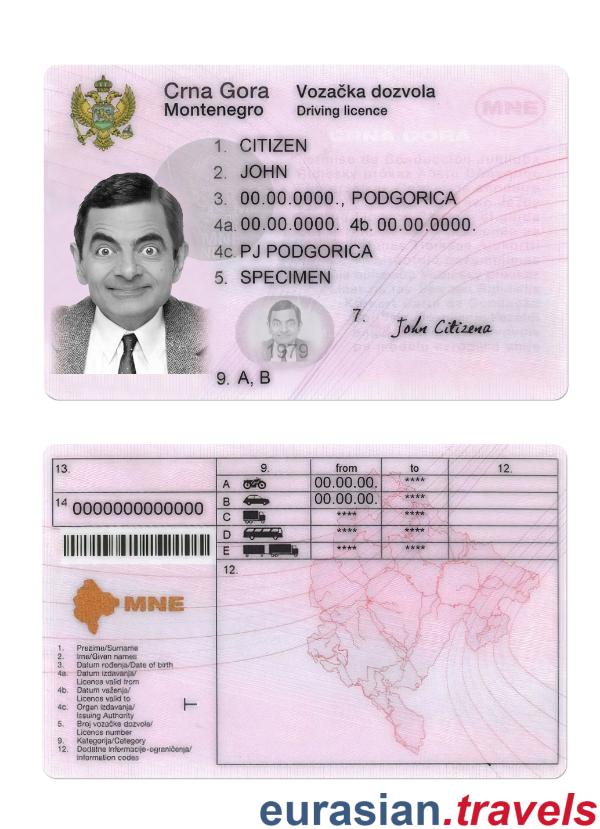 Crna Gora
Montenegro
Vozačka dozvola
Driving licence
MNE
CRNA GORA
1. CITIZEN
2. JOHN
3. 00.00.0000., PODGORICA
4a. 00.00.0000. 4b. 00.00.0000.
4c. PJ PODGORICA
5. SPECIMEN
7. John Citizena
1979
9. A, B
13.
14 0000000000000
9. from to 12.
A 00.00.00. ****
B 00.00.00. ****
C **** ****
D **** ****
E **** ****
12.
MNE
1. Prezime/Surname
2. Ime/Given names
3. Datum rođenja/Date of birth
4a. Datum izdavanja/
Licence valid from
4b. Datum važenja/
Licence valid to
4c. Organ izdavanja/
Issuing Authority
5. Broj vozačke dozvole/
Licence number
9. Kategorija/Category
12. Dodatne informacije-ograničenja/
Information codes
T
eurasian.travels